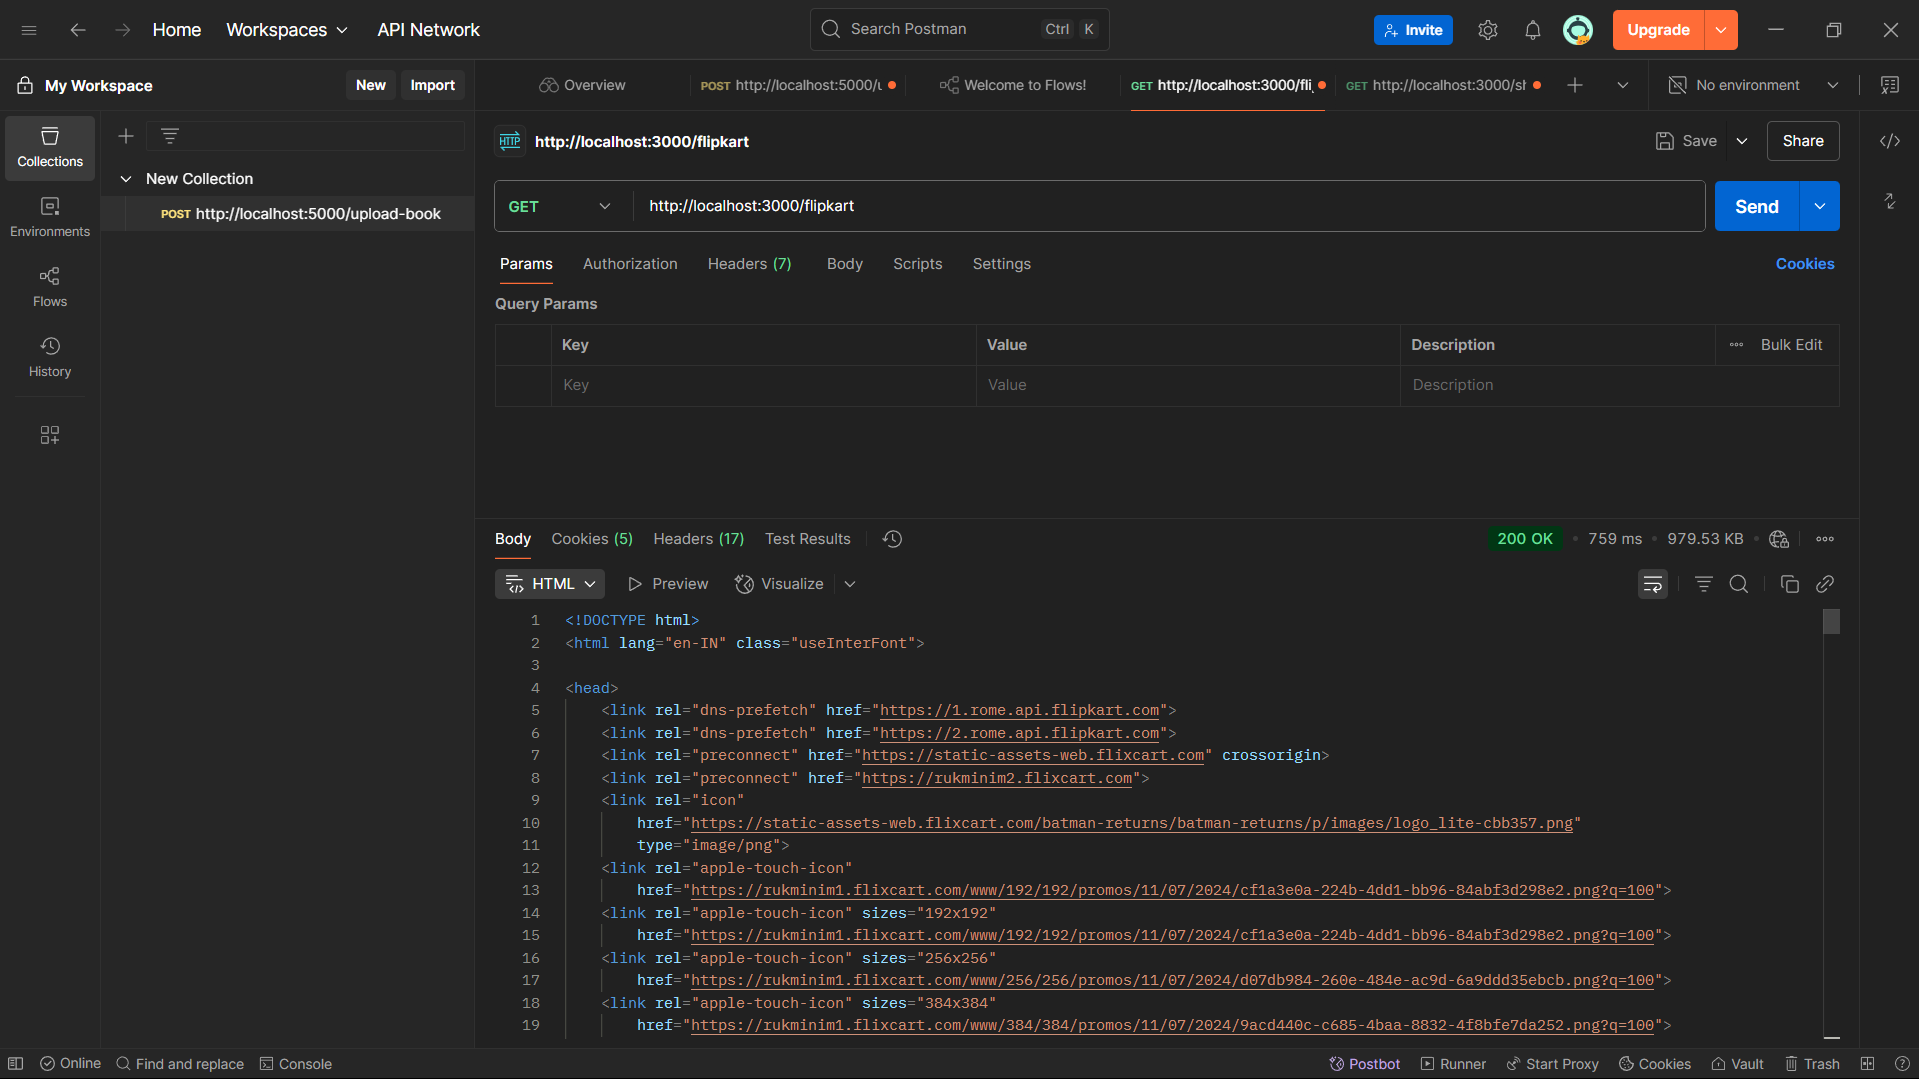 Home Workspaces API Network Search Postman Ctrl K Invite Upgrade
My Workspace New Import Overview POST http://localhost:5000/u Welcome to Flows! GET http://localhost:3000/fli GET http://localhost:3000/sh No environment
Collections
Environments
Flows
History
New Collection
POST http://localhost:5000/upload-book
HTTP http://localhost:3000/flipkart Save Share
GET http://localhost:3000/flipkart Send
Params Authorization Headers (7) Body Scripts Settings Cookies
Query Params
Key Value Description Bulk Edit
Key Value Description
Body Cookies (5) Headers (17) Test Results 200 OK 759 ms 979.53 KB
HTML Preview Visualize
1 <!DOCTYPE html>
2 <html lang="en-IN" class="useInterFont">
3
4 <head>
5 <link rel="dns-prefetch" href="https://1.rome.api.flipkart.com">
6 <link rel="dns-prefetch" href="https://2.rome.api.flipkart.com">
7 <link rel="preconnect" href="https://static-assets-web.flixcart.com" crossorigin>
8 <link rel="preconnect" href="https://rukminim2.flixcart.com">
9 <link rel="icon"
10 href="https://static-assets-web.flixcart.com/batman-returns/batman-returns/p/images/logo_lite-cbb357.png"
11 type="image/png">
12 <link rel="apple-touch-icon"
13 href="https://rukminim1.flixcart.com/www/192/192/promos/11/07/2024/cf1a3e0a-224b-4dd1-bb96-84abf3d298e2.png?q=100">
14 <link rel="apple-touch-icon" sizes="192x192"
15 href="https://rukminim1.flixcart.com/www/192/192/promos/11/07/2024/cf1a3e0a-224b-4dd1-bb96-84abf3d298e2.png?q=100">
16 <link rel="apple-touch-icon" sizes="256x256"
17 href="https://rukminim1.flixcart.com/www/256/256/promos/11/07/2024/d07db984-260e-484e-ac9d-6a9ddd35ebcb.png?q=100">
18 <link rel="apple-touch-icon" sizes="384x384"
19 href="https://rukminim1.flixcart.com/www/384/384/promos/11/07/2024/9acd440c-c685-4baa-8832-4f8bfe7da252.png?q=100">
Online Find and replace Console Postbot Runner Start Proxy Cookies Vault Trash